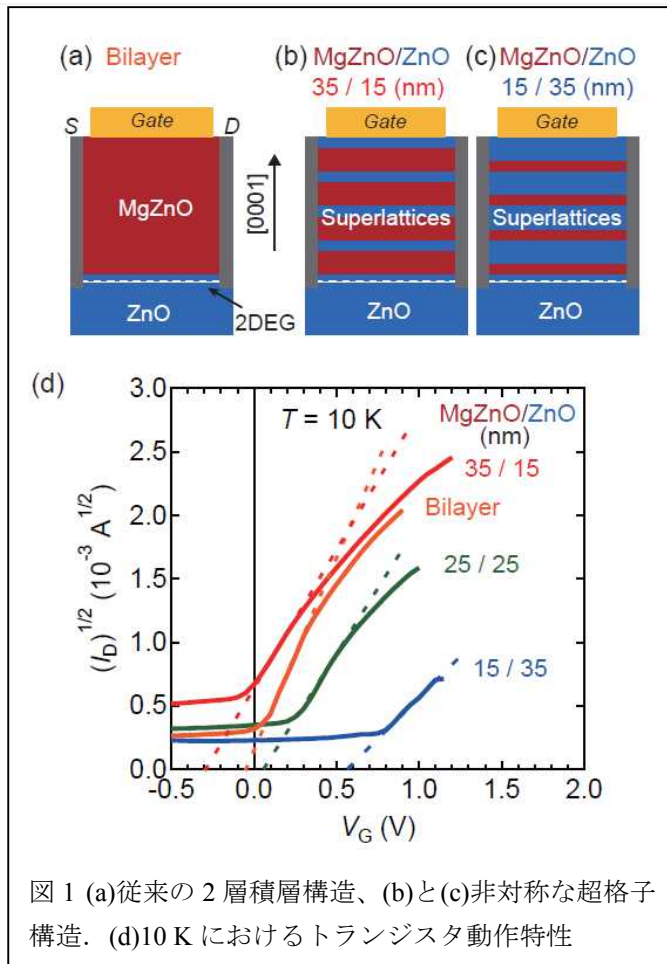 (a) Bilayer
(b) MgZnO/ZnO
35 / 15 (nm)
(c) MgZnO/ZnO
15 / 35 (nm)
S
Gate
D
MgZnO
ZnO
2DEG
[0001]
Gate
Superlattices
ZnO
Gate
Superlattices
ZnO
(d)
T = 10 K
MgZnO/ZnO
(nm)
35 / 15
Bilayer
25 / 25
15 / 35
(I_D)^{1/2} (10^{-3} A^{1/2})
3.0
2.5
2.0
1.5
1.0
0.5
0.0
-0.5 0.0 0.5 1.0 1.5 2.0
V_G (V)
図 1 (a)従来の 2 層積層構造、(b)と(c)非対称な超格子
構造．(d)10 K におけるトランジスタ動作特性